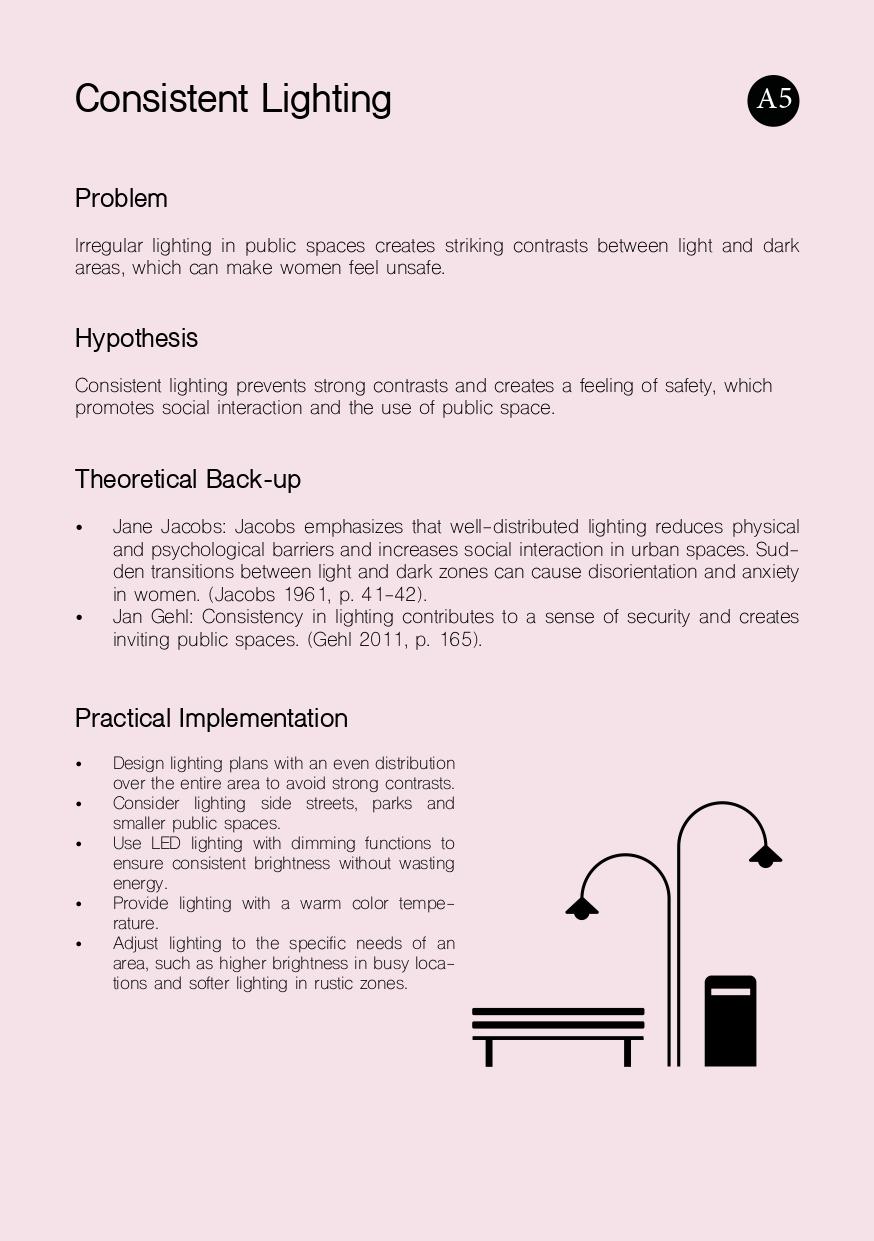 Consistent Lighting
A5
Problem
Irregular lighting in public spaces creates striking contrasts between light and dark
areas, which can make women feel unsafe.
Hypothesis
Consistent lighting prevents strong contrasts and creates a feeling of safety, which
promotes social interaction and the use of public space.
Theoretical Back-up
• Jane Jacobs: Jacobs emphasizes that well-distributed lighting reduces physical
and psychological barriers and increases social interaction in urban spaces. Sud-
den transitions between light and dark zones can cause disorientation and anxiety
in women. (Jacobs 1961, p. 41-42).
• Jan Gehl: Consistency in lighting contributes to a sense of security and creates
inviting public spaces. (Gehl 2011, p. 165).
Practical Implementation
• Design lighting plans with an even distribution
over the entire area to avoid strong contrasts.
• Consider lighting side streets, parks and
smaller public spaces.
• Use LED lighting with dimming functions to
ensure consistent brightness without wasting
energy.
• Provide lighting with a warm color tempe-
rature.
• Adjust lighting to the specific needs of an
area, such as higher brightness in busy loca-
tions and softer lighting in rustic zones.